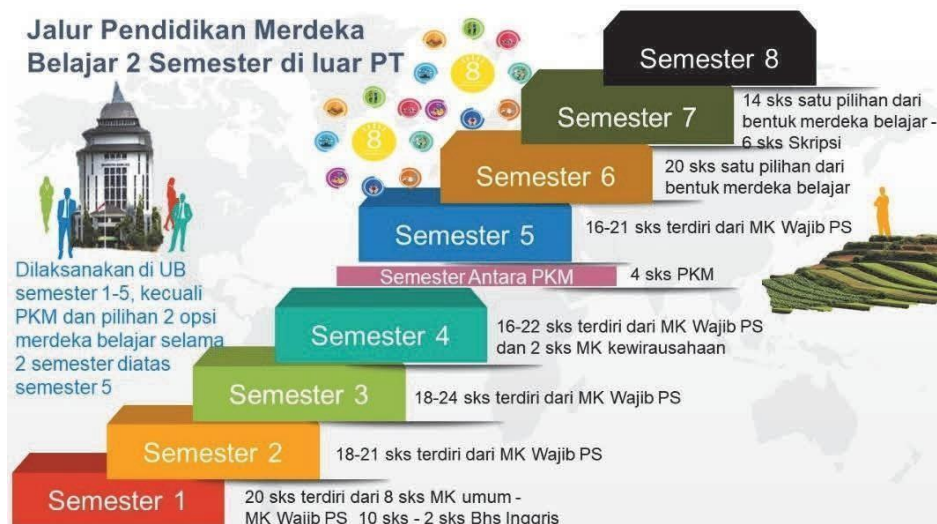 Jalur Pendidikan Merdeka
Belajar 2 Semester di luar PT
8
8
Semester 8
Semester 7
14 sks satu pilihan dari
bentuk merdeka belajar -
6 sks Skripsi
Semester 6
20 sks satu pilihan dari
bentuk merdeka belajar
Semester 5
16-21 sks terdiri dari MK Wajib PS
Semester Antara PKM
4 sks PKM
Dilaksanakan di UB
semester 1-5, kecuali
PKM dan pilihan 2 opsi
merdeka belajar selama
2 semester diatas
semester 5
Semester 4
16-22 sks terdiri dari MK Wajib PS
dan 2 sks MK kewirausahaan
Semester 3
18-24 sks terdiri dari MK Wajib PS
Semester 2
18-21 sks terdiri dari MK Wajib PS
Semester 1
20 sks terdiri dari 8 sks MK umum -
MK Wajib PS 10 sks - 2 sks Bhs Inggris